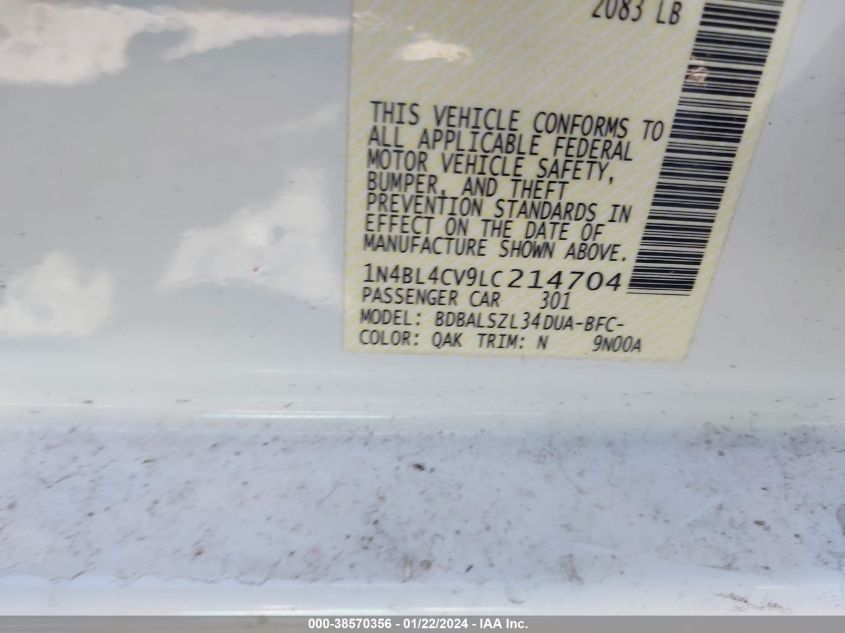 2083 LB
THIS VEHICLE CONFORMS TO
ALL APPLICABLE FEDERAL
MOTOR VEHICLE SAFETY,
BUMPER, AND THEFT
PREVENTION STANDARDS IN
EFFECT ON THE DATE OF
MANUFACTURE SHOWN ABOVE.
1N4BL4CV9LC214704
PASSENGER CAR 301
MODEL: BDBALSZL34DUA-BFC-
COLOR: QAK TRIM: N 9N00A
000-38570356 - 01/22/2024 - IAA Inc.